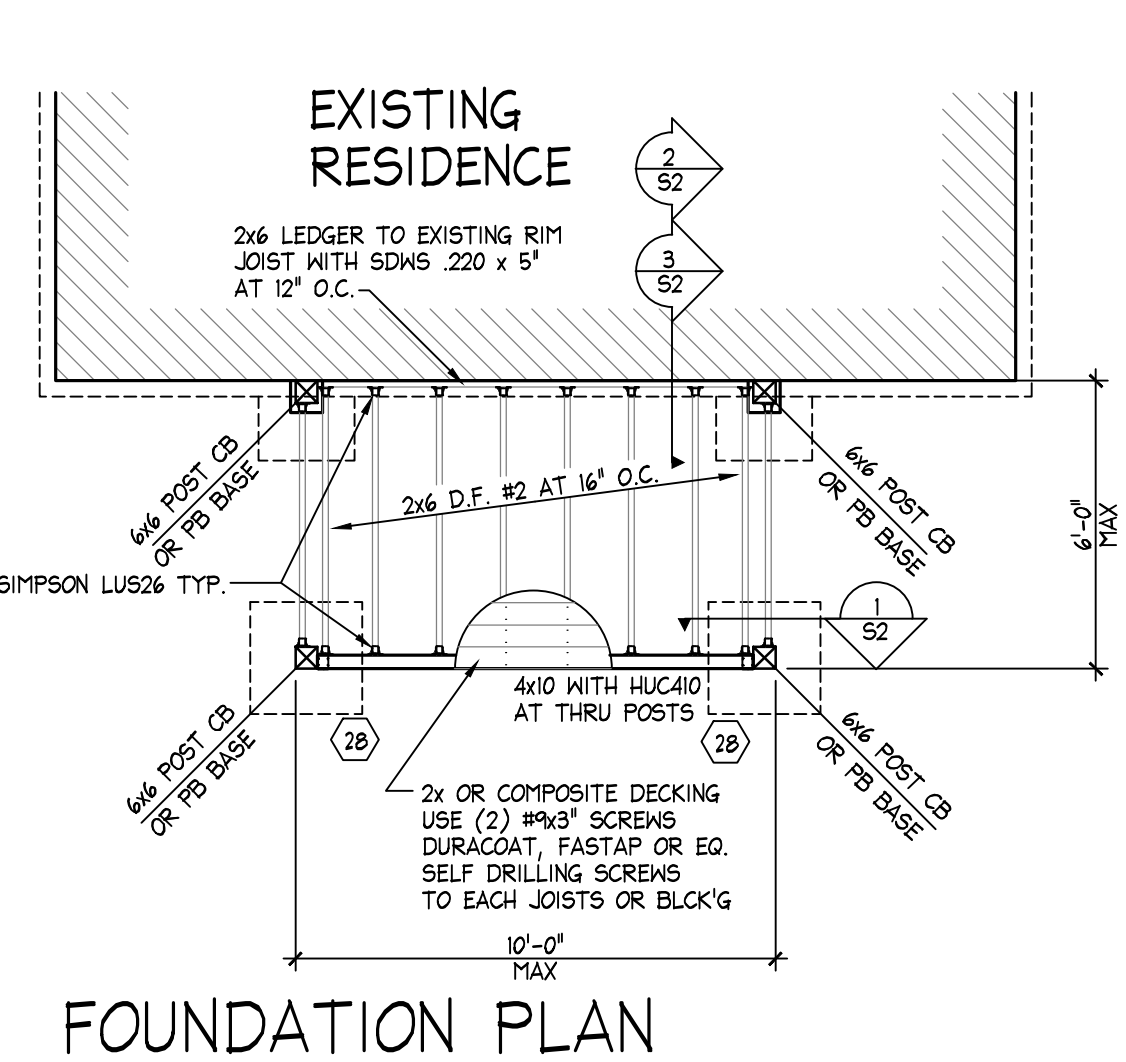 EXISTING
RESIDENCE
2
S2
2x6 LEDGER TO EXISTING RIM
JOIST WITH SDWS .220 x 5"
AT 12" O.C.
3
S2
6x6 POST CB
OR PB BASE
2x6 D.F. #2 AT 16" O.C.
6x6 POST CB
OR PB BASE
6'-0"
MAX
SIMPSON LUS26 TYP.
1
S2
4x10 WITH HUC410
AT THRU POSTS
28
28
6x6 POST CB
OR PB BASE
6x6 POST CB
OR PB BASE
2x OR COMPOSITE DECKING
USE (2) #9x3" SCREWS
DURACOAT, FASTAP OR EQ.
SELF DRILLING SCREWS
TO EACH JOISTS OR BLCK'G
10'-0"
MAX
FOUNDATION PLAN